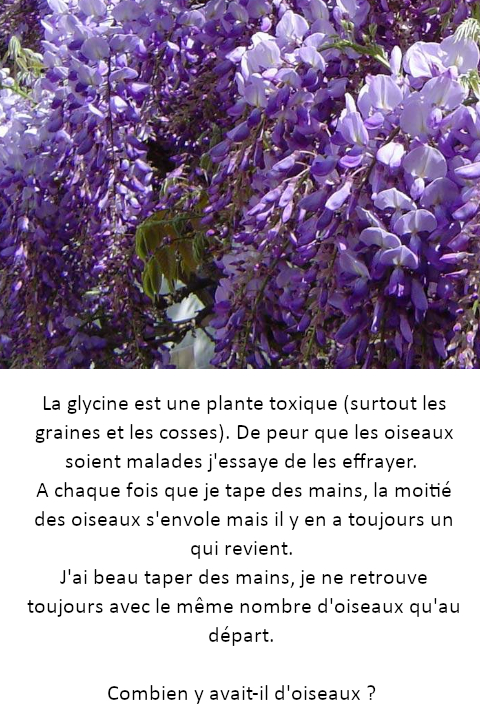 La glycine est une plante toxique (surtout les
graines et les cosses). De peur que les oiseaux
soient malades j'essaye de les effrayer.
A chaque fois que je tape des mains, la moitié
des oiseaux s'envole mais il y en a toujours un
qui revient.
J'ai beau taper des mains, je ne retrouve
toujours avec le même nombre d'oiseaux qu'au
départ.
Combien y avait-il d'oiseaux ?